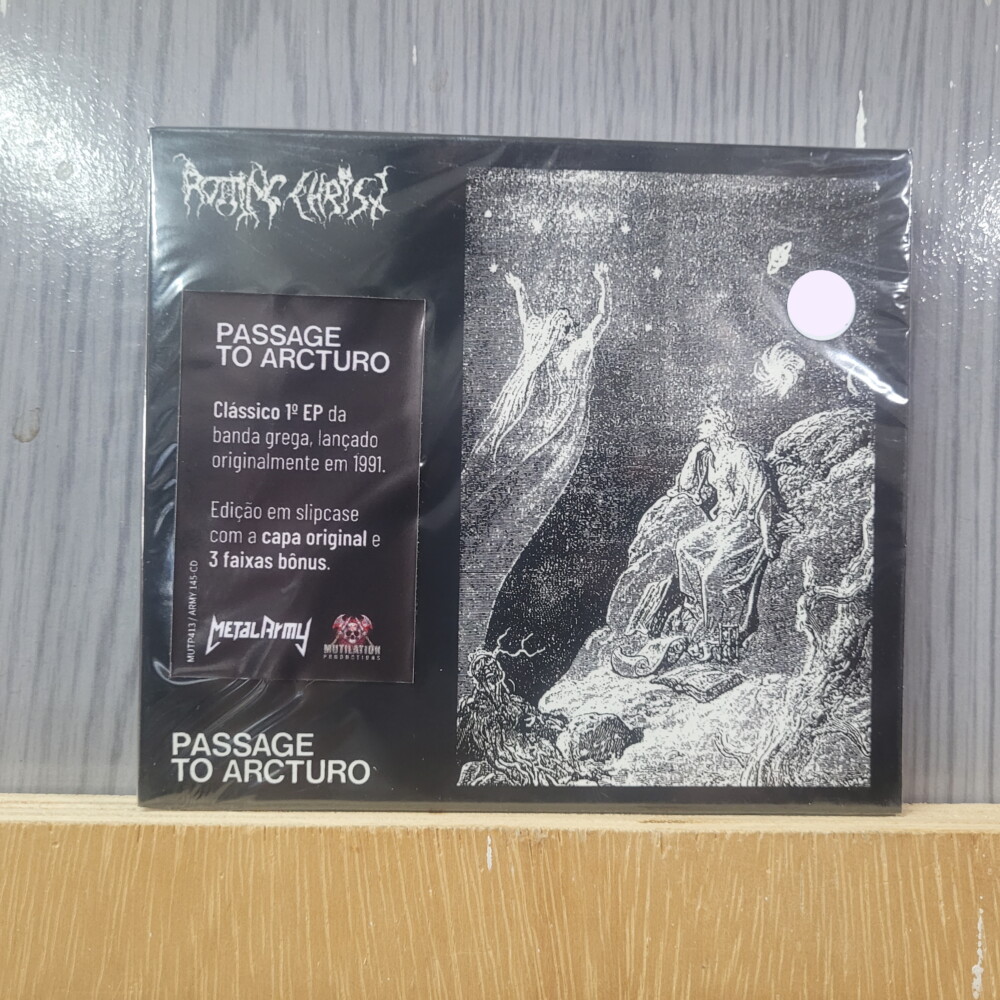 ROTTING CHRIST
PASSAGE
TO ARCTURO
Clássico 1º EP da
banda grega, lançado
originalmente em 1991.
Edição em slipcase
com a capa original e
3 faixas bônus.
MUTP413 / ARMY 145-CD
METAL ARMY
MUTILATION
PRODUCTIONS
PASSAGE
TO ARCTURO